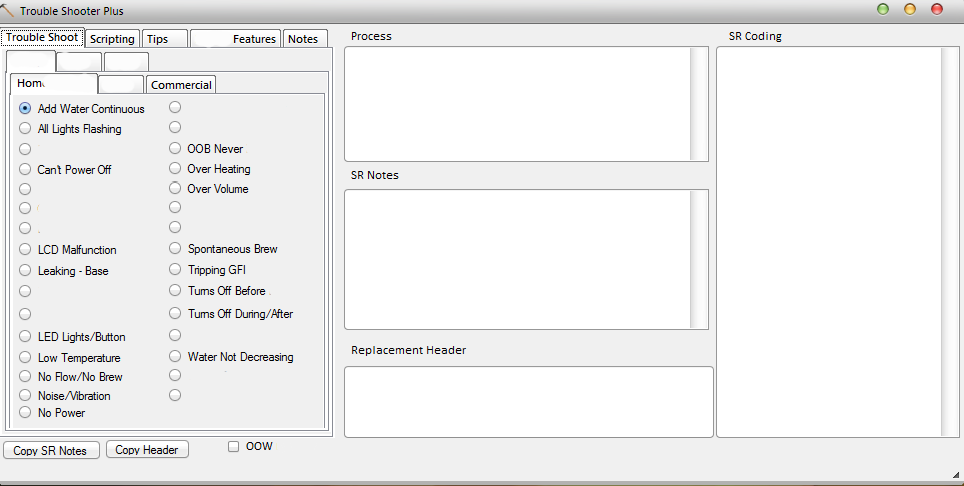 Trouble Shooter Plus
Trouble Shoot
Scripting
Tips
Features
Notes
Home
Commercial
Add Water Continuous
All Lights Flashing
Can't Power Off
LCD Malfunction
Leaking - Base
LED Lights/Button
Low Temperature
No Flow/No Brew
Noise/Vibration
No Power
OOB Never
Over Heating
Over Volume
Spontaneous Brew
Tripping GFI
Turns Off Before
Turns Off During/After
Water Not Decreasing
Copy SR Notes
Copy Header
OOW
Process
SR Notes
Replacement Header
SR Coding